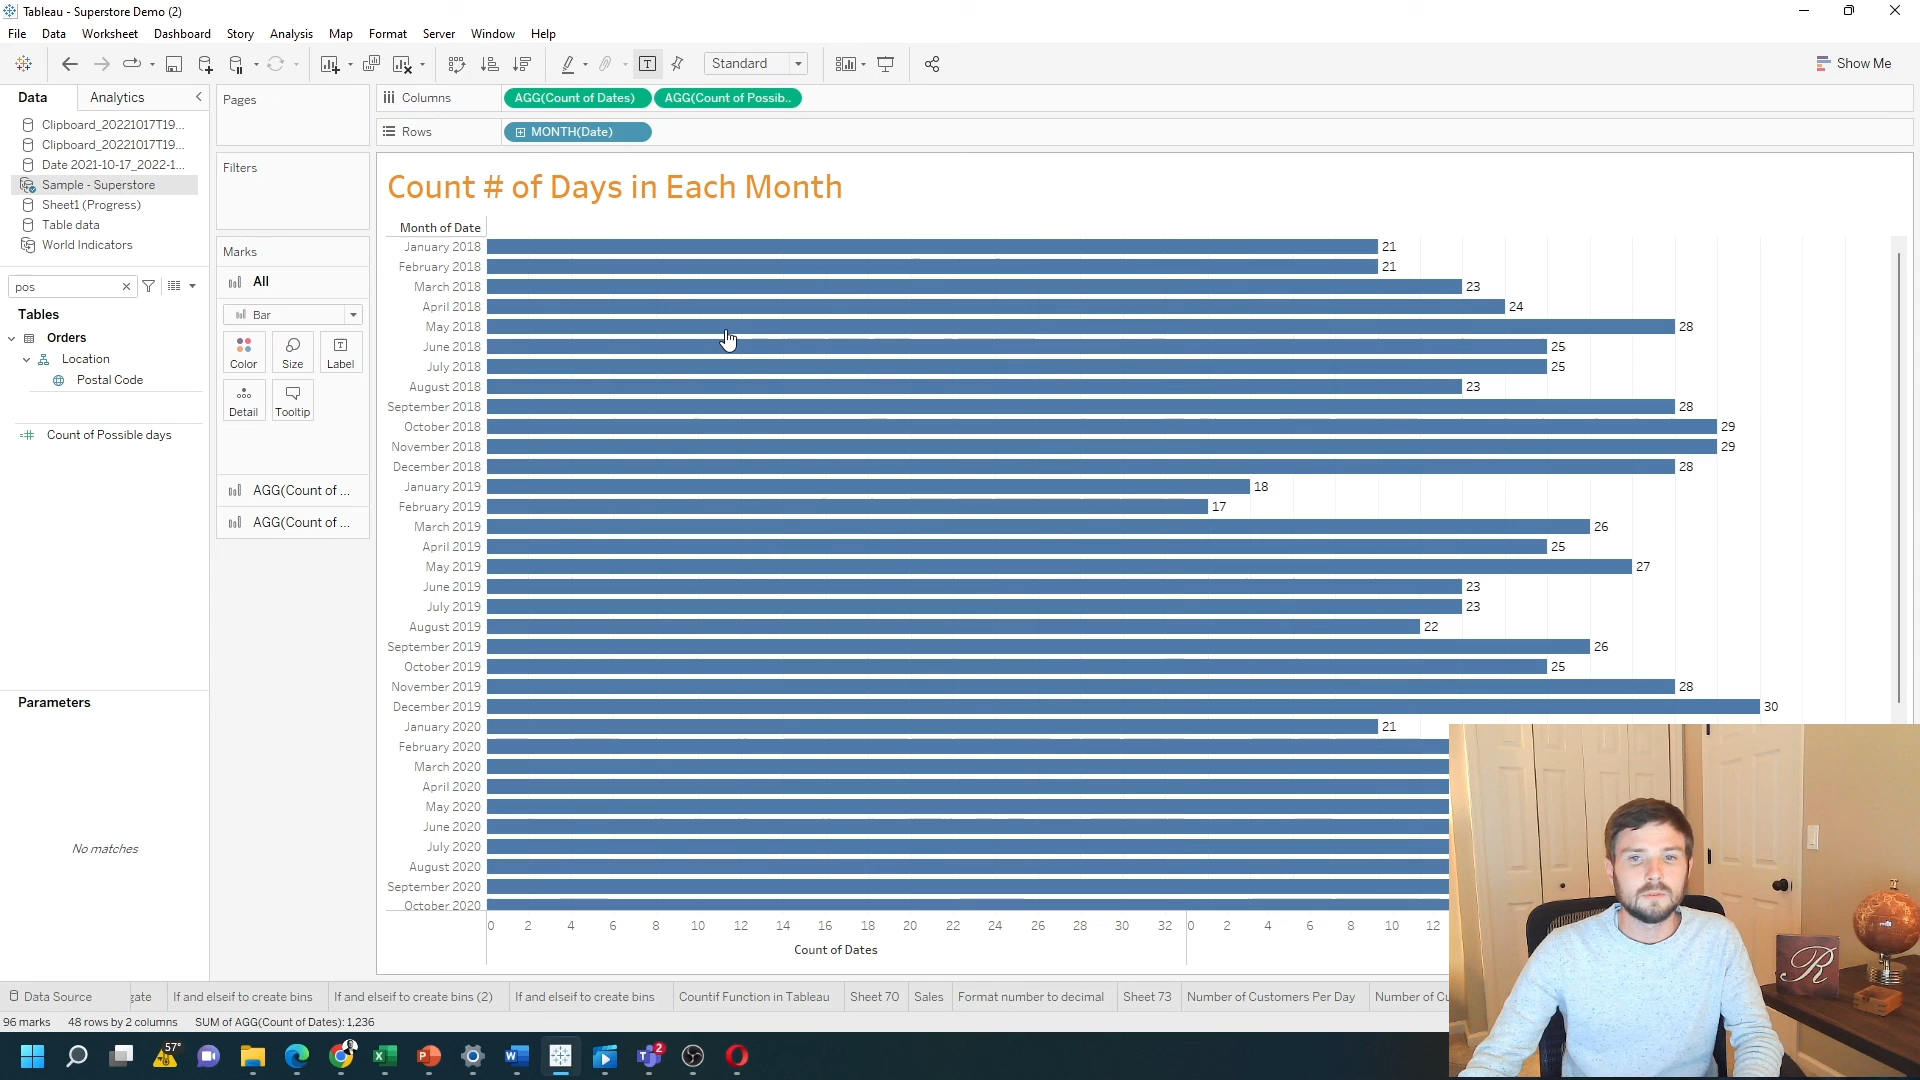 Tableau - Superstore Demo (2)
File Data Worksheet Dashboard Story Analysis Map Format Server Window Help
Standard
Show Me
Data Analytics
Clipboard_20221017T19...
Clipboard_20221017T19...
Date 2021-10-17_2022-1...
Sample - Superstore
Sheet1 (Progress)
Table data
World Indicators
pos
Tables
Orders
Location
Postal Code
Count of Possible days
Parameters
No matches
Pages
Filters
Marks
All
Bar
Color Size Label
Detail Tooltip
AGG(Count of ...
AGG(Count of ...
Columns AGG(Count of Dates) AGG(Count of Possib..
Rows MONTH(Date)
Count # of Days in Each Month
Month of Date
January 2018 21
February 2018 21
March 2018 23
April 2018 24
May 2018 28
June 2018 25
July 2018 25
August 2018 23
September 2018 28
October 2018 29
November 2018 29
December 2018 28
January 2019 18
February 2019 17
March 2019 26
April 2019 25
May 2019 27
June 2019 23
July 2019 23
August 2019 22
September 2019 26
October 2019 25
November 2019 28
December 2019 30
January 2020 21
February 2020
March 2020
April 2020
May 2020
June 2020
July 2020
August 2020
September 2020
October 2020
0 2 4 6 8 10 12 14 16 18 20 22 24 26 28 30 32 0 2 4 6 8 10 12
Count of Dates
Data Source gate If and elseif to create bins If and elseif to create bins (2) If and elseif to create bins Countif Function in Tableau Sheet 70 Sales Format number to decimal Sheet 73 Number of Customers Per Day Number of Cu
96 marks 48 rows by 2 columns SUM of AGG(Count of Dates): 1,236
57°
2
R